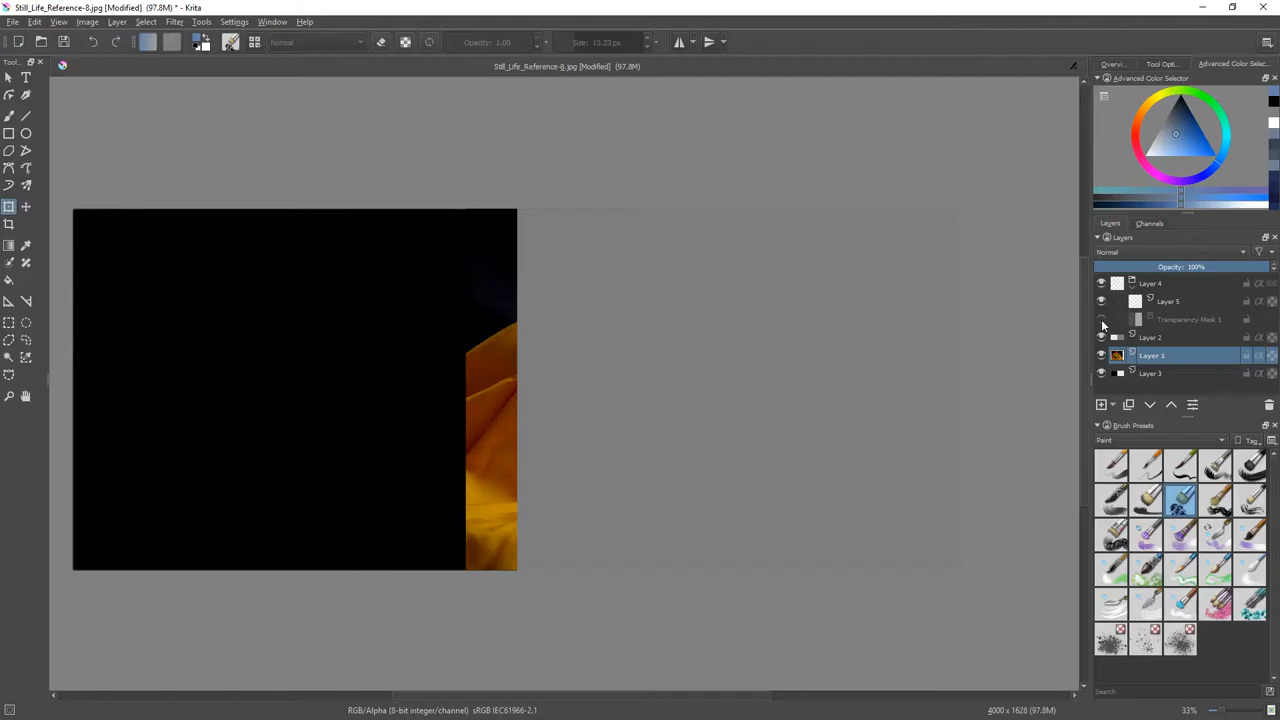 Still_Life_Reference-8.jpg [Modified] (97.8M) * - Krita
File Edit View Image Layer Select Filter Tools Settings Window Help
Normal Opacity: 1.00 Size: 13.23 px
Tool...
Still_Life_Reference-8.jpg [Modified] (97.8M)
Overvi... Tool Opti... Advanced Color Selec...
Advanced Color Selector
Layers Channels
Layers
Normal
Opacity: 100%
Layer 4
Layer 5
Transparency Mask 1
Layer 2
Layer 1
Layer 3
Brush Presets
Paint Tag
Search
RGB/Alpha (8-bit integer/channel) sRGB IEC61966-2.1 4000 x 1628 (97.8M) 33%